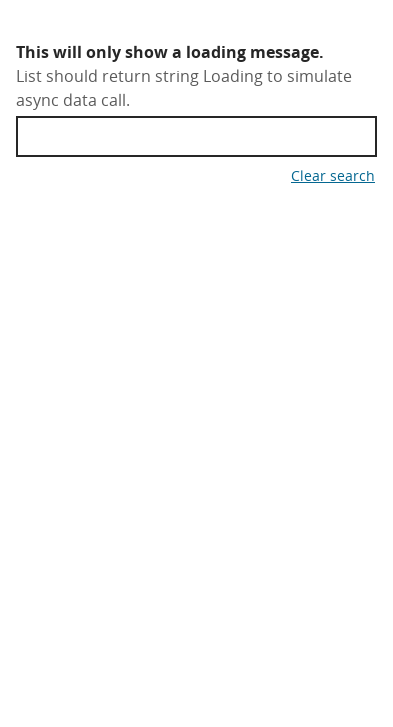 This will only show a loading message.
List should return string Loading to simulate
async data call.
Clear search